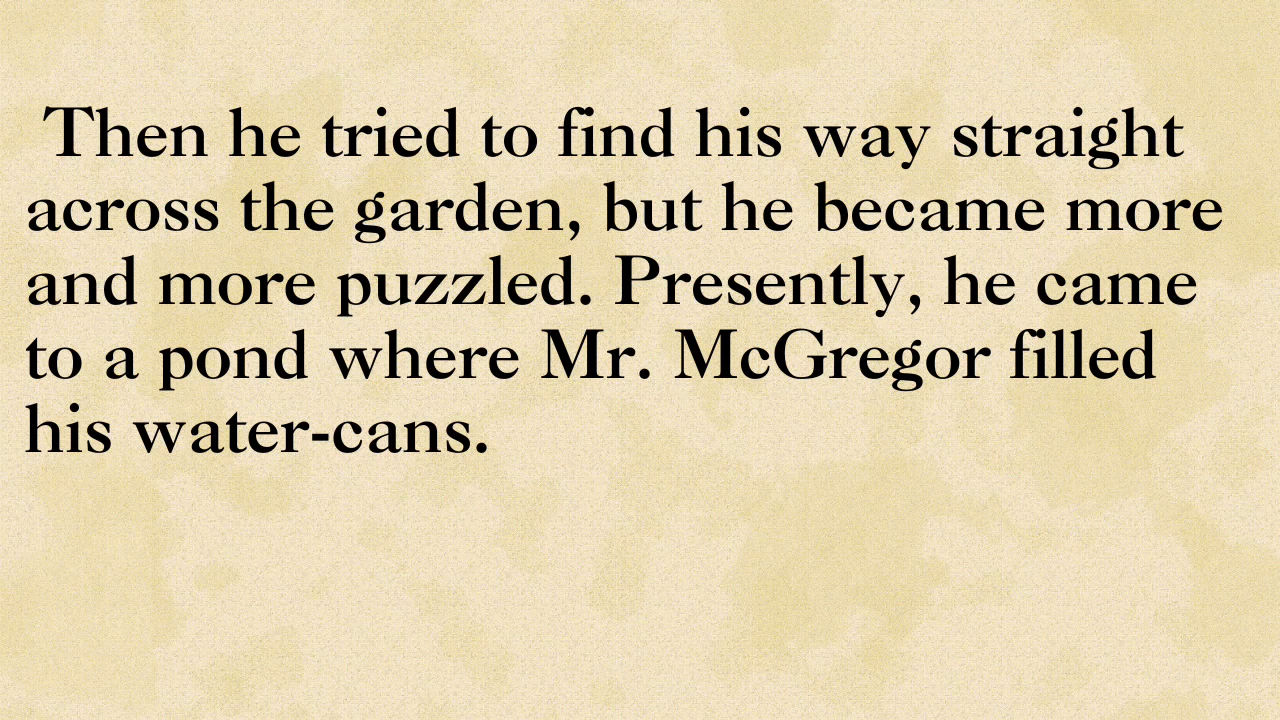 Then he tried to find his way straight
across the garden, but he became more
and more puzzled. Presently, he came
to a pond where Mr. McGregor filled
his water-cans.